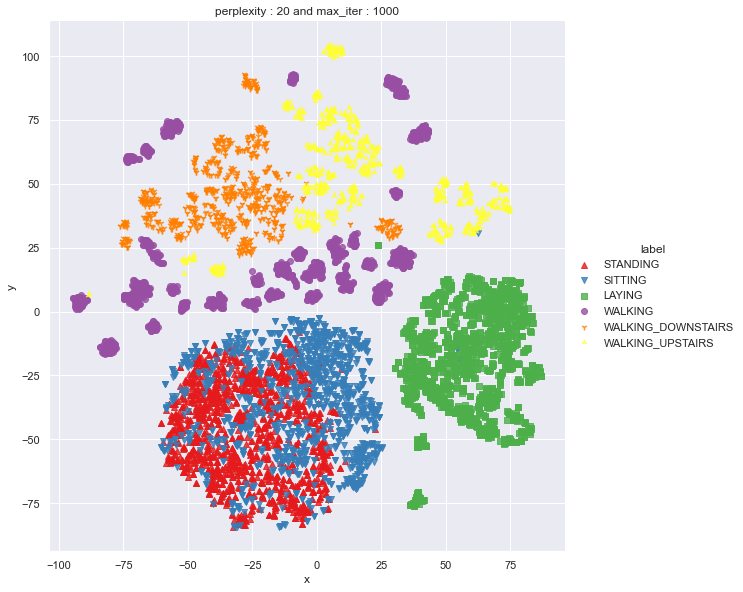 perplexity : 20 and max_iter : 1000
y
100
75
50
25
0
−25
−50
−75
−100
−75
−50
−25
0
25
50
75
x
label
STANDING
SITTING
LAYING
WALKING
WALKING_DOWNSTAIRS
WALKING_UPSTAIRS